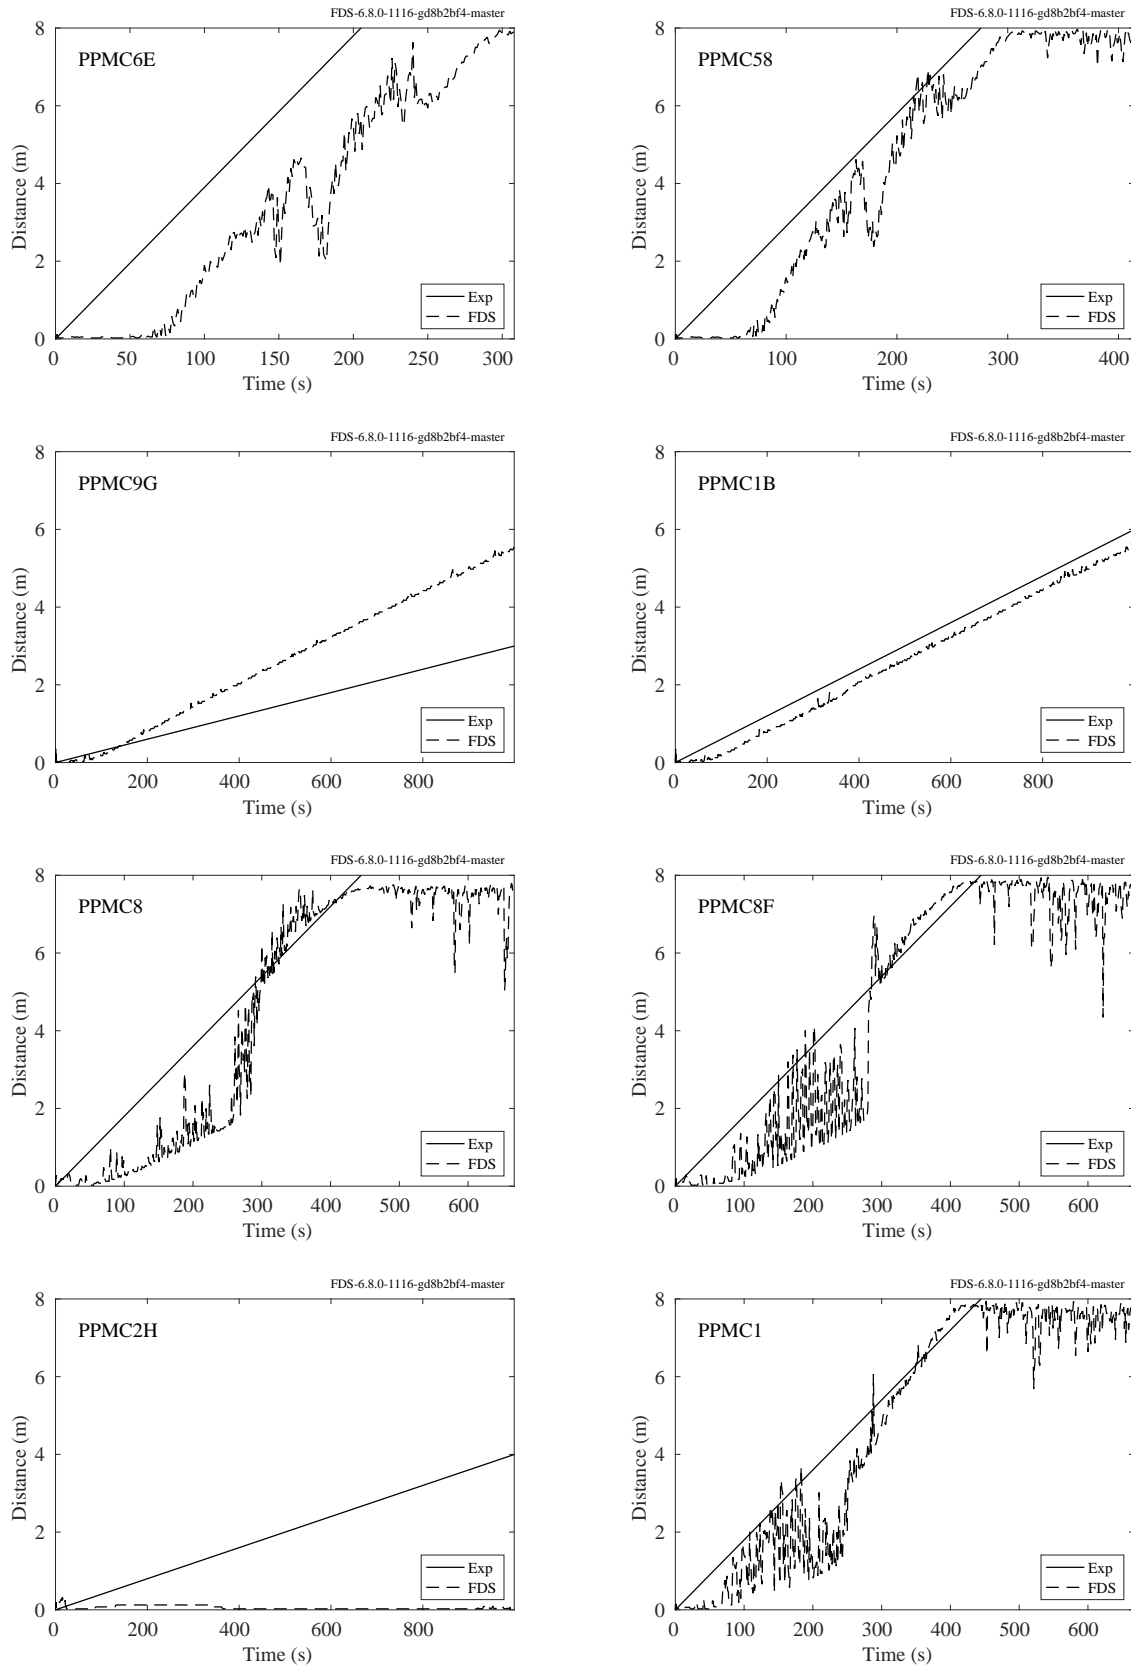 FDS-6.8.0-1116-gd8b2bf4-master
PPMC6E
Distance (m)
8
6
4
2
0
Exp
FDS
0 50 100 150 200 250 300
Time (s)
FDS-6.8.0-1116-gd8b2bf4-master
PPMC58
Distance (m)
8
6
4
2
0
Exp
FDS
0 100 200 300 400
Time (s)
FDS-6.8.0-1116-gd8b2bf4-master
PPMC9G
Distance (m)
8
6
4
2
0
Exp
FDS
0 200 400 600 800
Time (s)
FDS-6.8.0-1116-gd8b2bf4-master
PPMC1B
Distance (m)
8
6
4
2
0
Exp
FDS
0 200 400 600 800
Time (s)
FDS-6.8.0-1116-gd8b2bf4-master
PPMC8
Distance (m)
8
6
4
2
0
Exp
FDS
0 100 200 300 400 500 600
Time (s)
FDS-6.8.0-1116-gd8b2bf4-master
PPMC8F
Distance (m)
8
6
4
2
0
Exp
FDS
0 100 200 300 400 500 600
Time (s)
FDS-6.8.0-1116-gd8b2bf4-master
PPMC2H
Distance (m)
8
6
4
2
0
Exp
FDS
0 200 400 600 800
Time (s)
FDS-6.8.0-1116-gd8b2bf4-master
PPMC1
Distance (m)
8
6
4
2
0
Exp
FDS
0 100 200 300 400 500 600
Time (s)